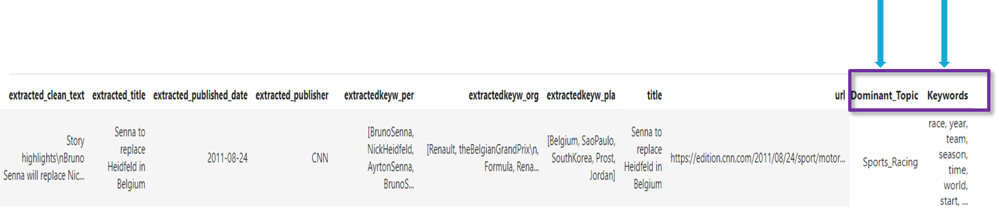 extracted_clean_text extracted_title extracted_published_date extracted_publisher extractedkeyw_per extractedkeyw_org extractedkeyw_pla title url Dominant_Topic Keywords
Story
highlights\nBruno
Senna will replace Nic...
Senna to
replace
Heidfeld in
Belgium
2011-08-24
CNN
[BrunoSenna,
NickHeidfeld,
AyrtonSenna,
BrunoS...
[Renault, theBelgianGrandPrix\n,
Formula, Rena...
[Belgium, SaoPaulo,
SouthKorea, Prost,
Jordan]
Senna to
replace
Heidfeld in
Belgium
https://edition.cnn.com/2011/08/24/sport/motor...
Sports_Racing
race, year,
team,
season,
time,
world,
start, ...